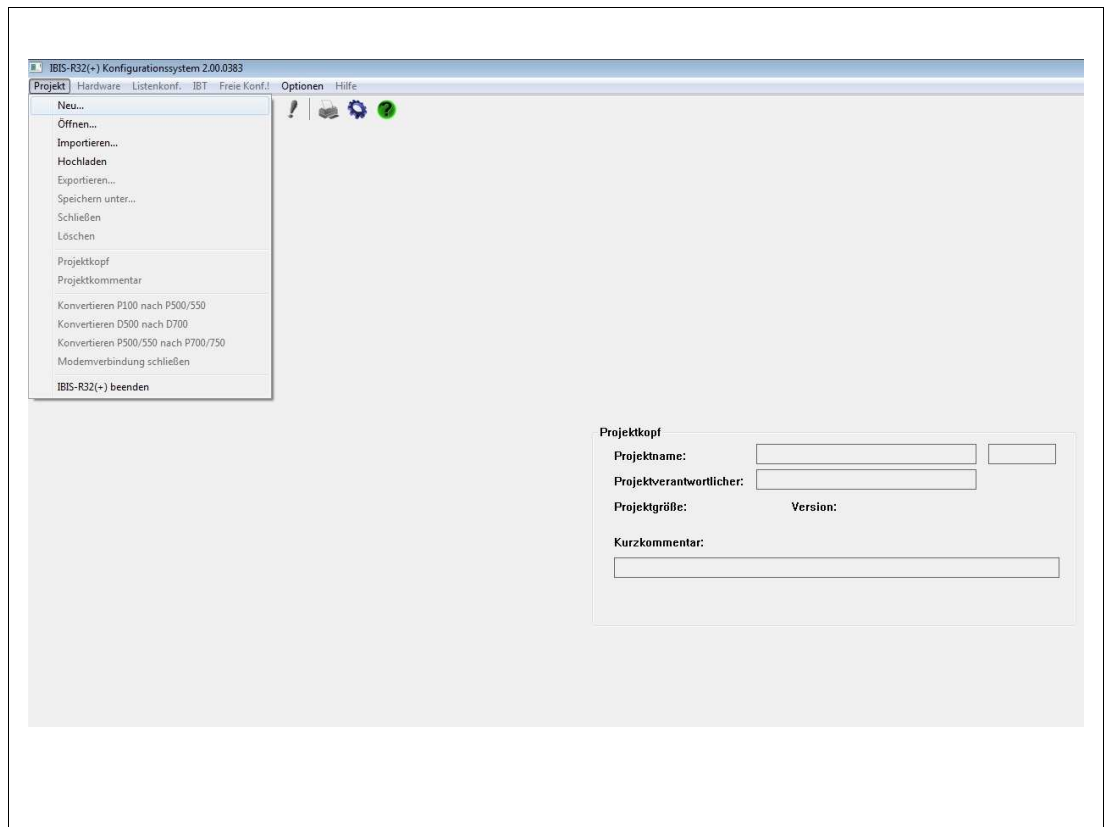 IBIS-R32(+) Konfigurationssystem 2.00.0383
Projekt Hardware Listenkonf. IBT Freie Konf.! Optionen Hilfe
Neu...
Öffnen...
Importieren...
Hochladen
Exportieren...
Speichern unter...
Schließen
Löschen
Projektkopf
Projektkommentar
Konvertieren P100 nach P500/550
Konvertieren D500 nach D700
Konvertieren P500/550 nach P700/750
Modemverbindung schließen
IBIS-R32(+) beenden
Projektkopf
Projektname:
Projektverantwortlicher:
Projektgröße: Version:
Kurzkommentar: